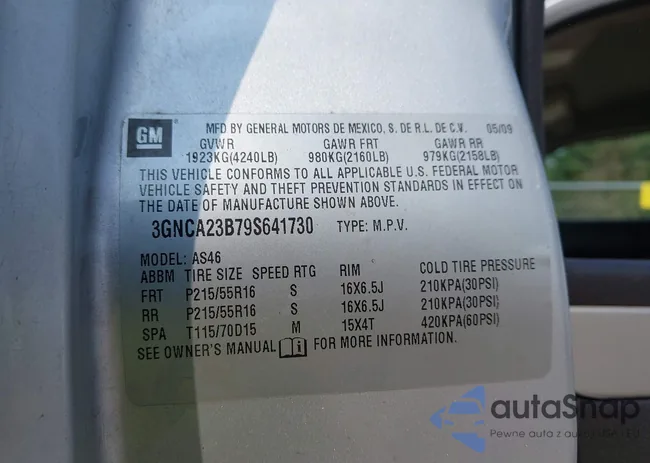 GM
MFD BY GENERAL MOTORS DE MEXICO, S. DE R.L. DE C.V. 05/09
GVWR GAWR FRT GAWR RR
1923KG(4240LB) 980KG(2160LB) 979KG(2158LB)
THIS VEHICLE CONFORMS TO ALL APPLICABLE U.S. FEDERAL MOTOR
VEHICLE SAFETY AND THEFT PREVENTION STANDARDS IN EFFECT ON
THE DATE OF MANUFACTURE SHOWN ABOVE.
3GNCA23B79S641730 TYPE: M.P.V.
MODEL: AS46
ABBM TIRE SIZE SPEED RTG RIM COLD TIRE PRESSURE
FRT P215/55R16 S 16X6.5J 210KPA(30PSI)
RR P215/55R16 S 16X6.5J 210KPA(30PSI)
SPA T115/70D15 M 15X4T 420KPA(60PSI)
SEE OWNER'S MANUAL i FOR MORE INFORMATION.
autaSnap
Pewne auta z au